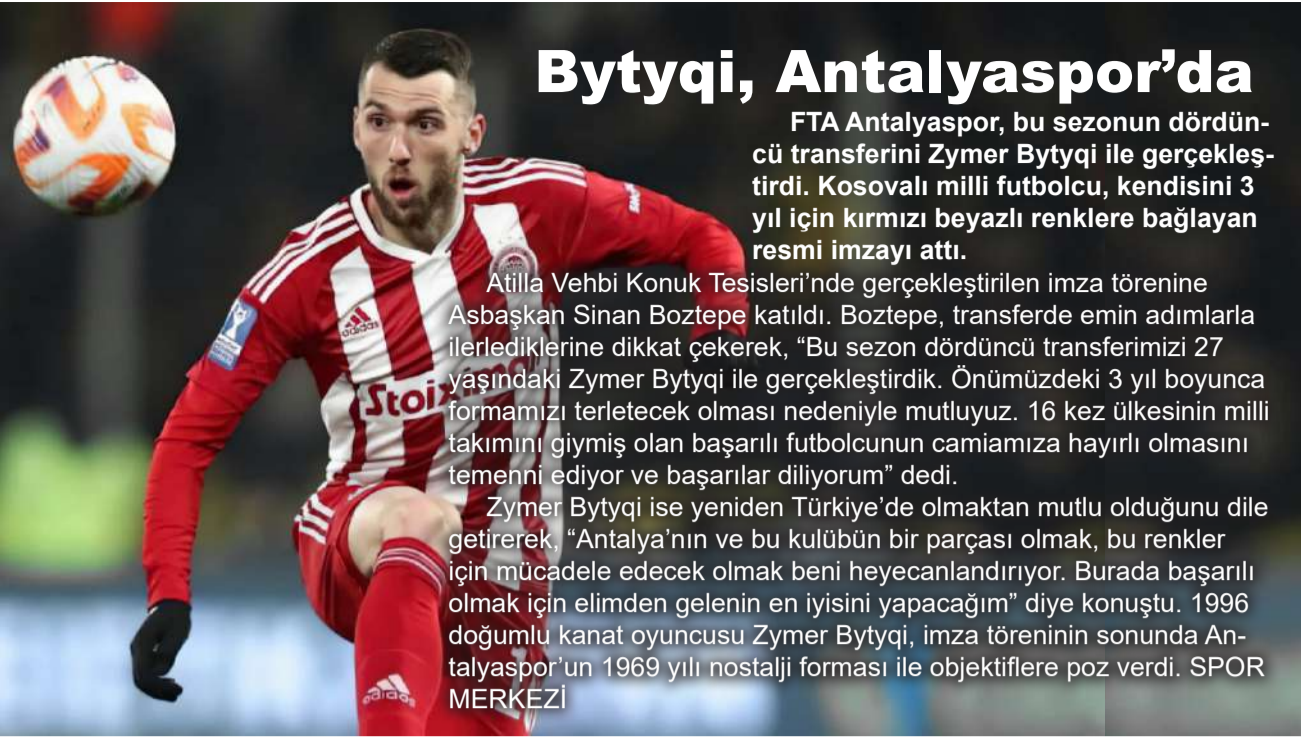 Bytyqi, Antalyaspor’da
FTA Antalyaspor, bu sezonun dördün-
cü transferini Zymer Bytyqi ile gerçekleş-
tirdi. Kosovalı milli futbolcu, kendisini 3
yıl için kırmızı beyazlı renklere bağlayan
resmi imzayı attı.
Atilla Vehbi Konuk Tesisleri’nde gerçekleştirilen imza törenine
Asbaşkan Sinan Boztepe katıldı. Boztepe, transferde emin adımlarla
ilerlediklerine dikkat çekerek, “Bu sezon dördüncü transferimizi 27
yaşındaki Zymer Bytyqi ile gerçekleştirdik. Önümüzdeki 3 yıl boyunca
formamızı terletecek olması nedeniyle mutluyuz. 16 kez ülkesinin milli
takımını giymiş olan başarılı futbolcunun camiamıza hayırlı olmasını
temenni ediyor ve başarılar diliyorum” dedi.
Zymer Bytyqi ise yeniden Türkiye’de olmaktan mutlu olduğunu dile
getirerek, “Antalya’nın ve bu kulübün bir parçası olmak, bu renkler
için mücadele edecek olmak beni heyecanlandırıyor. Burada başarılı
olmak için elimden gelenin en iyisini yapacağım” diye konuştu. 1996
doğumlu kanat oyuncusu Zymer Bytyqi, imza töreninin sonunda An-
talyaspor’un 1969 yılı nostalji forması ile objektiflere poz verdi. SPOR
MERKEZİ
adidas
adidas